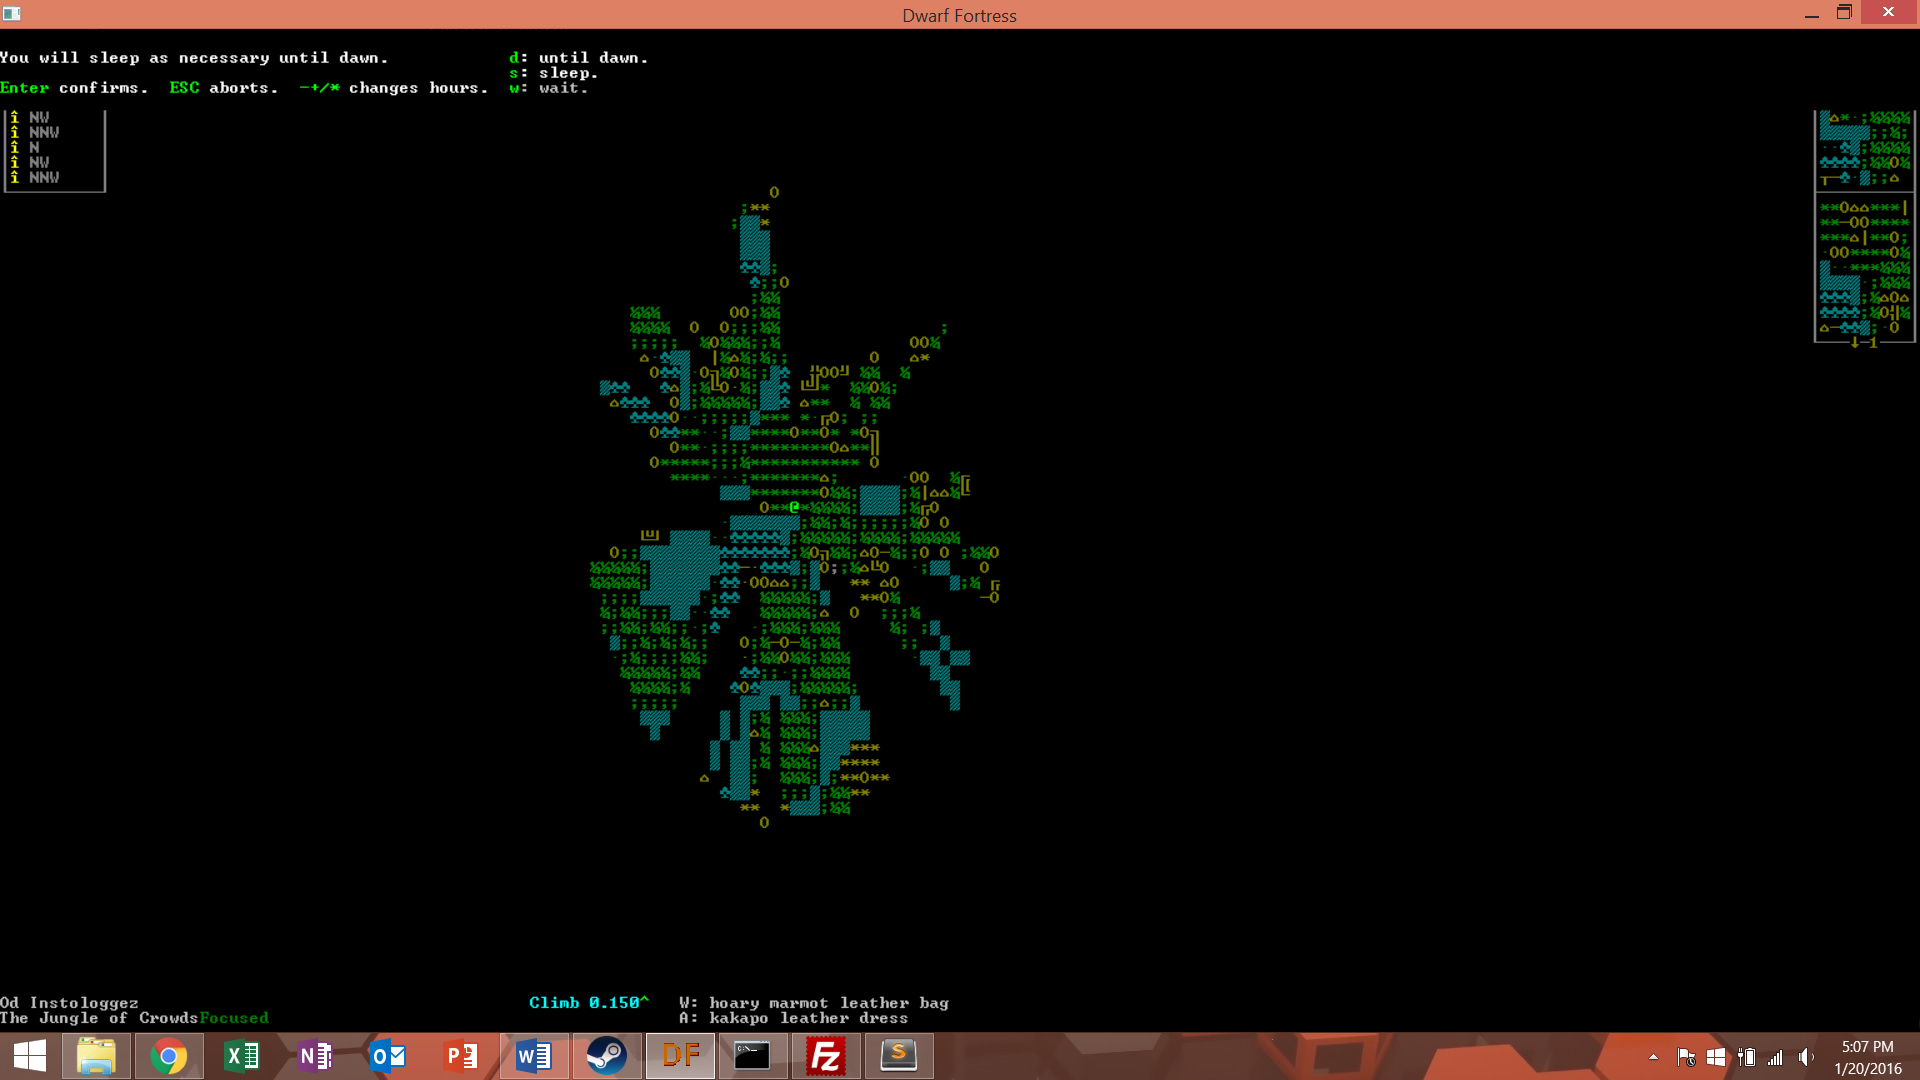 Dwarf Fortress
You will sleep as necessary until dawn. d: until dawn.
s: sleep.
Enter confirms. ESC aborts. -+/* changes hours. w: wait.
NW
NNW
N
NW
NNW
1
Od Instologgez Climb 0.150^ W: hoary marmot leather bag
The Jungle of CrowdsFocused A: kakapo leather dress
DF
5:07 PM
1/20/2016